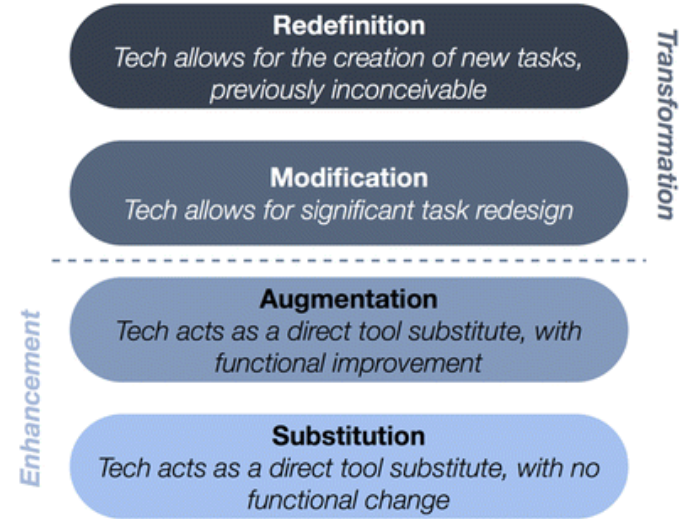 Redefinition
Tech allows for the creation of new tasks,
previously inconceivable
Transformation
Modification
Tech allows for significant task redesign
Augmentation
Tech acts as a direct tool substitute, with
functional improvement
Enhancement
Substitution
Tech acts as a direct tool substitute, with no
functional change